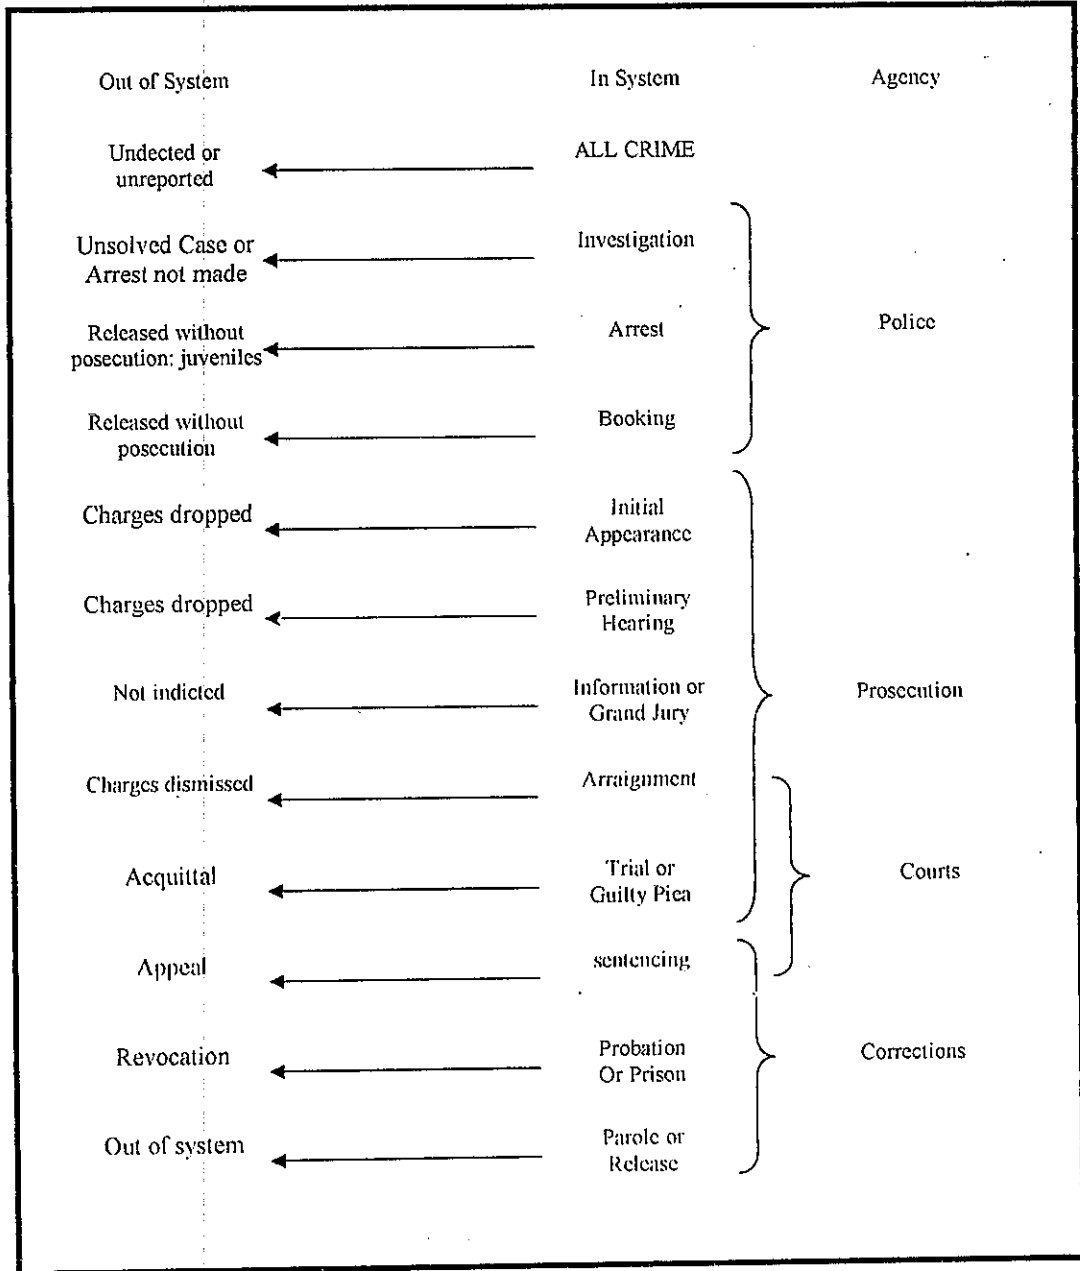 Out of System In System Agency
Undected or
unreported
ALL CRIME
Unsolved Case or
Arrest not made
Investigation
Released without
posecution: juveniles
Arrest
Police
Released without
posecution
Booking
Charges dropped
Initial
Appearance
Charges dropped
Preliminary
Hearing
Not indicted
Information or
Grand Jury
Prosecution
Charges dismissed
Arraignment
Acquittal
Trial or
Guilty Plea
Courts
Appeal
sentencing
Revocation
Probation
Or Prison
Corrections
Out of system
Parole or
Release